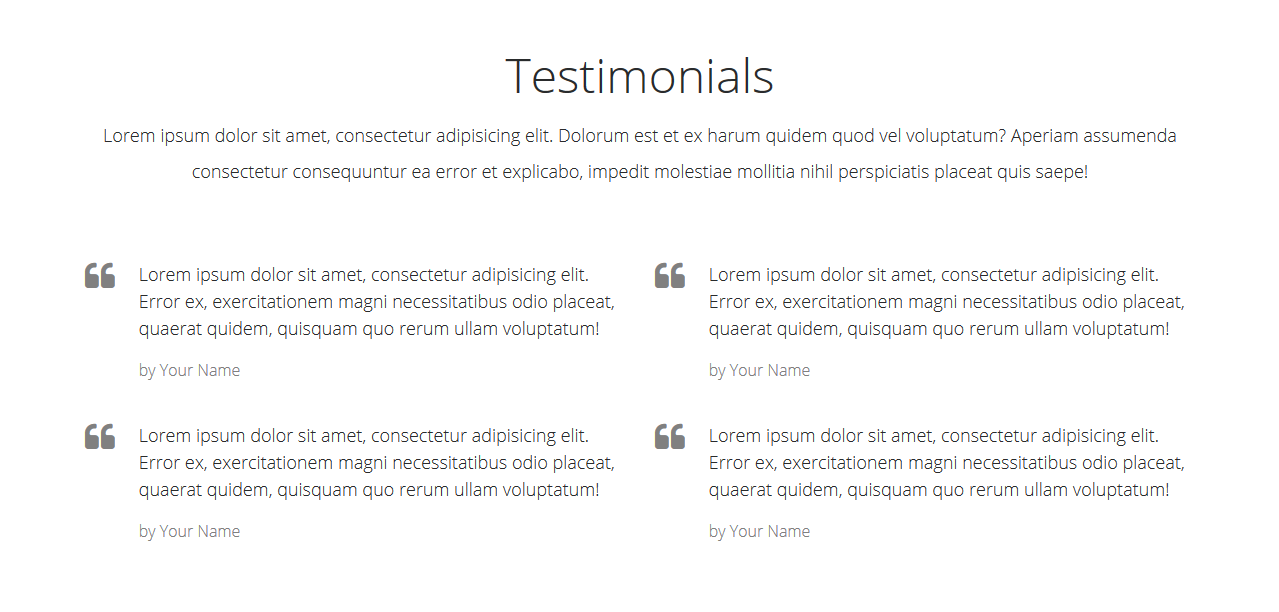 Testimonials
Lorem ipsum dolor sit amet, consectetur adipisicing elit. Dolorum est et ex harum quidem quod vel voluptatum? Aperiam assumenda
consectetur consequuntur ea error et explicabo, impedit molestiae mollitia nihil perspiciatis placeat quis saepe!
Lorem ipsum dolor sit amet, consectetur adipisicing elit.
Error ex, exercitationem magni necessitatibus odio placeat,
quaerat quidem, quisquam quo rerum ullam voluptatum!
by Your Name
Lorem ipsum dolor sit amet, consectetur adipisicing elit.
Error ex, exercitationem magni necessitatibus odio placeat,
quaerat quidem, quisquam quo rerum ullam voluptatum!
by Your Name
Lorem ipsum dolor sit amet, consectetur adipisicing elit.
Error ex, exercitationem magni necessitatibus odio placeat,
quaerat quidem, quisquam quo rerum ullam voluptatum!
by Your Name
Lorem ipsum dolor sit amet, consectetur adipisicing elit.
Error ex, exercitationem magni necessitatibus odio placeat,
quaerat quidem, quisquam quo rerum ullam voluptatum!
by Your Name